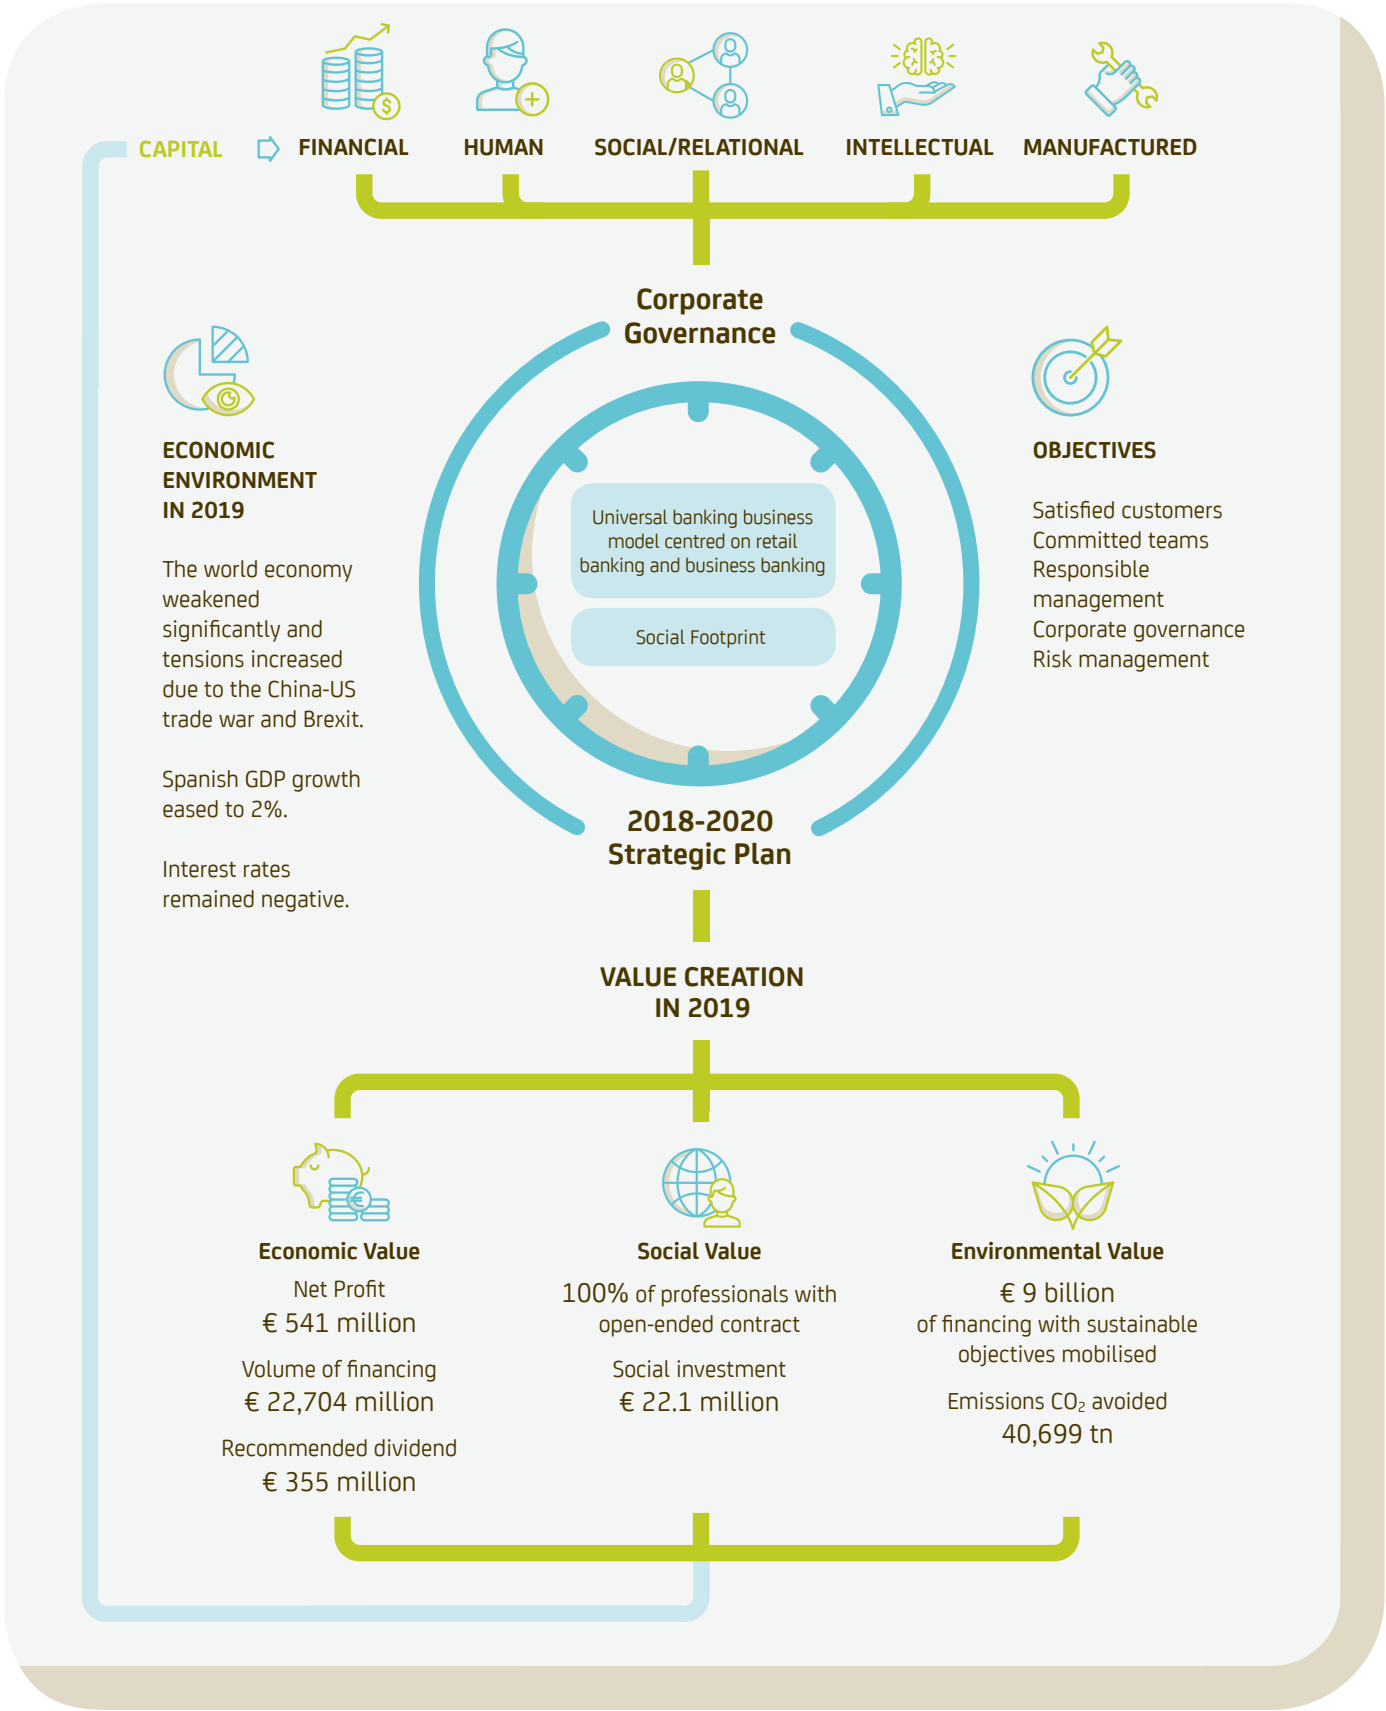 CAPITAL
FINANCIAL
HUMAN
SOCIAL/RELATIONAL
INTELLECTUAL
MANUFACTURED
Corporate
Governance
ECONOMIC
ENVIRONMENT
IN 2019
The world economy
weakened
significantly and
tensions increased
due to the China-US
trade war and Brexit.
Spanish GDP growth
eased to 2%.
Interest rates
remained negative.
Universal banking business
model centred on retail
banking and business banking
Social Footprint
OBJECTIVES
Satisfied customers
Committed teams
Responsible
management
Corporate governance
Risk management
2018-2020
Strategic Plan
VALUE CREATION
IN 2019
Economic Value
Net Profit
€ 541 million
Volume of financing
€ 22,704 million
Recommended dividend
€ 355 million
Social Value
100% of professionals with
open-ended contract
Social investment
€ 22.1 million
Environmental Value
€ 9 billion
of financing with sustainable
objectives mobilised
Emissions CO₂ avoided
40,699 tn